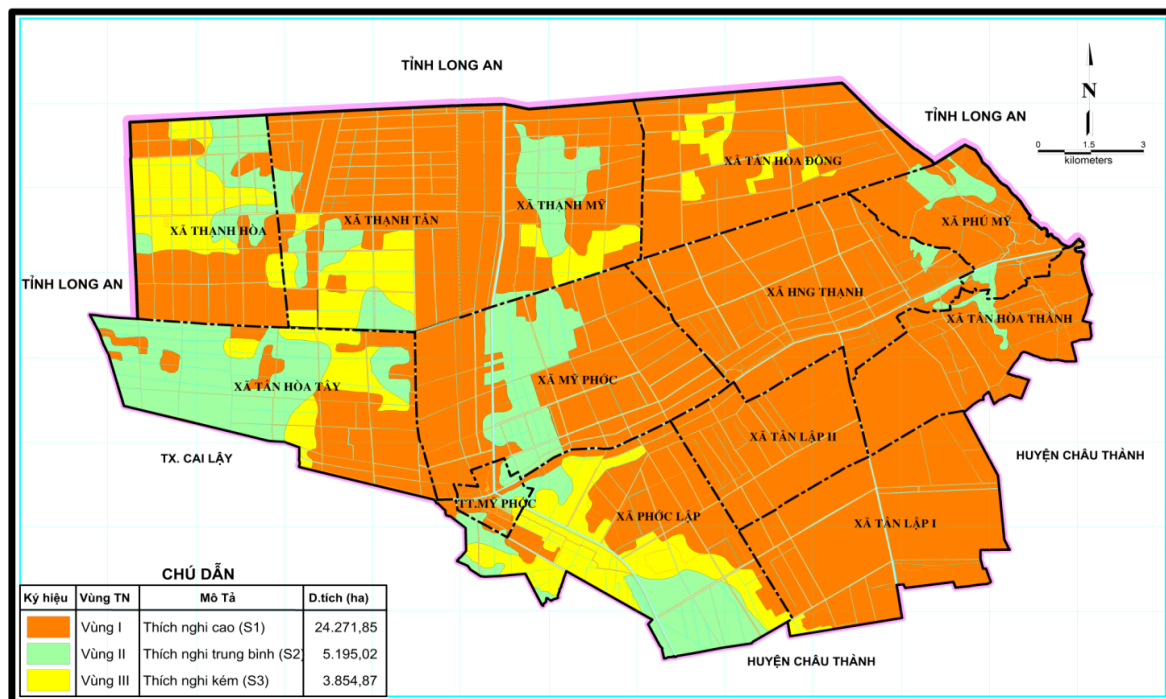 TỈNH LONG AN
N
TỈNH LONG AN
0 1.5 3
kilometers
XÃ TÂN HÒA ĐÔNG
XÃ THẠNH MỸ
XÃ THẠNH TÂN
XÃ PHÚ MỸ
XÃ THẠNH HÒA
TỈNH LONG AN
XÃ HNG THẠNH
XÃ TÂN HÒA THÀNH
XÃ MỸ PHỚC
XÃ TÂN HÒA TÂY
XÃ TÂN LẬP II
TX. CAI LẬY
HUYỆN CHÂU THÀNH
TT.MỸ PHỚC
XÃ PHỚC LẬP
XÃ TÂN LẬP I
HUYỆN CHÂU THÀNH
CHÚ DẪN
Ký hiệu Vùng TN Mô Tả D.tích (ha)
Vùng I Thích nghi cao (S1) 24.271,85
Vùng II Thích nghi trung bình (S2) 5.195,02
Vùng III Thích nghi kém (S3) 3.854,87